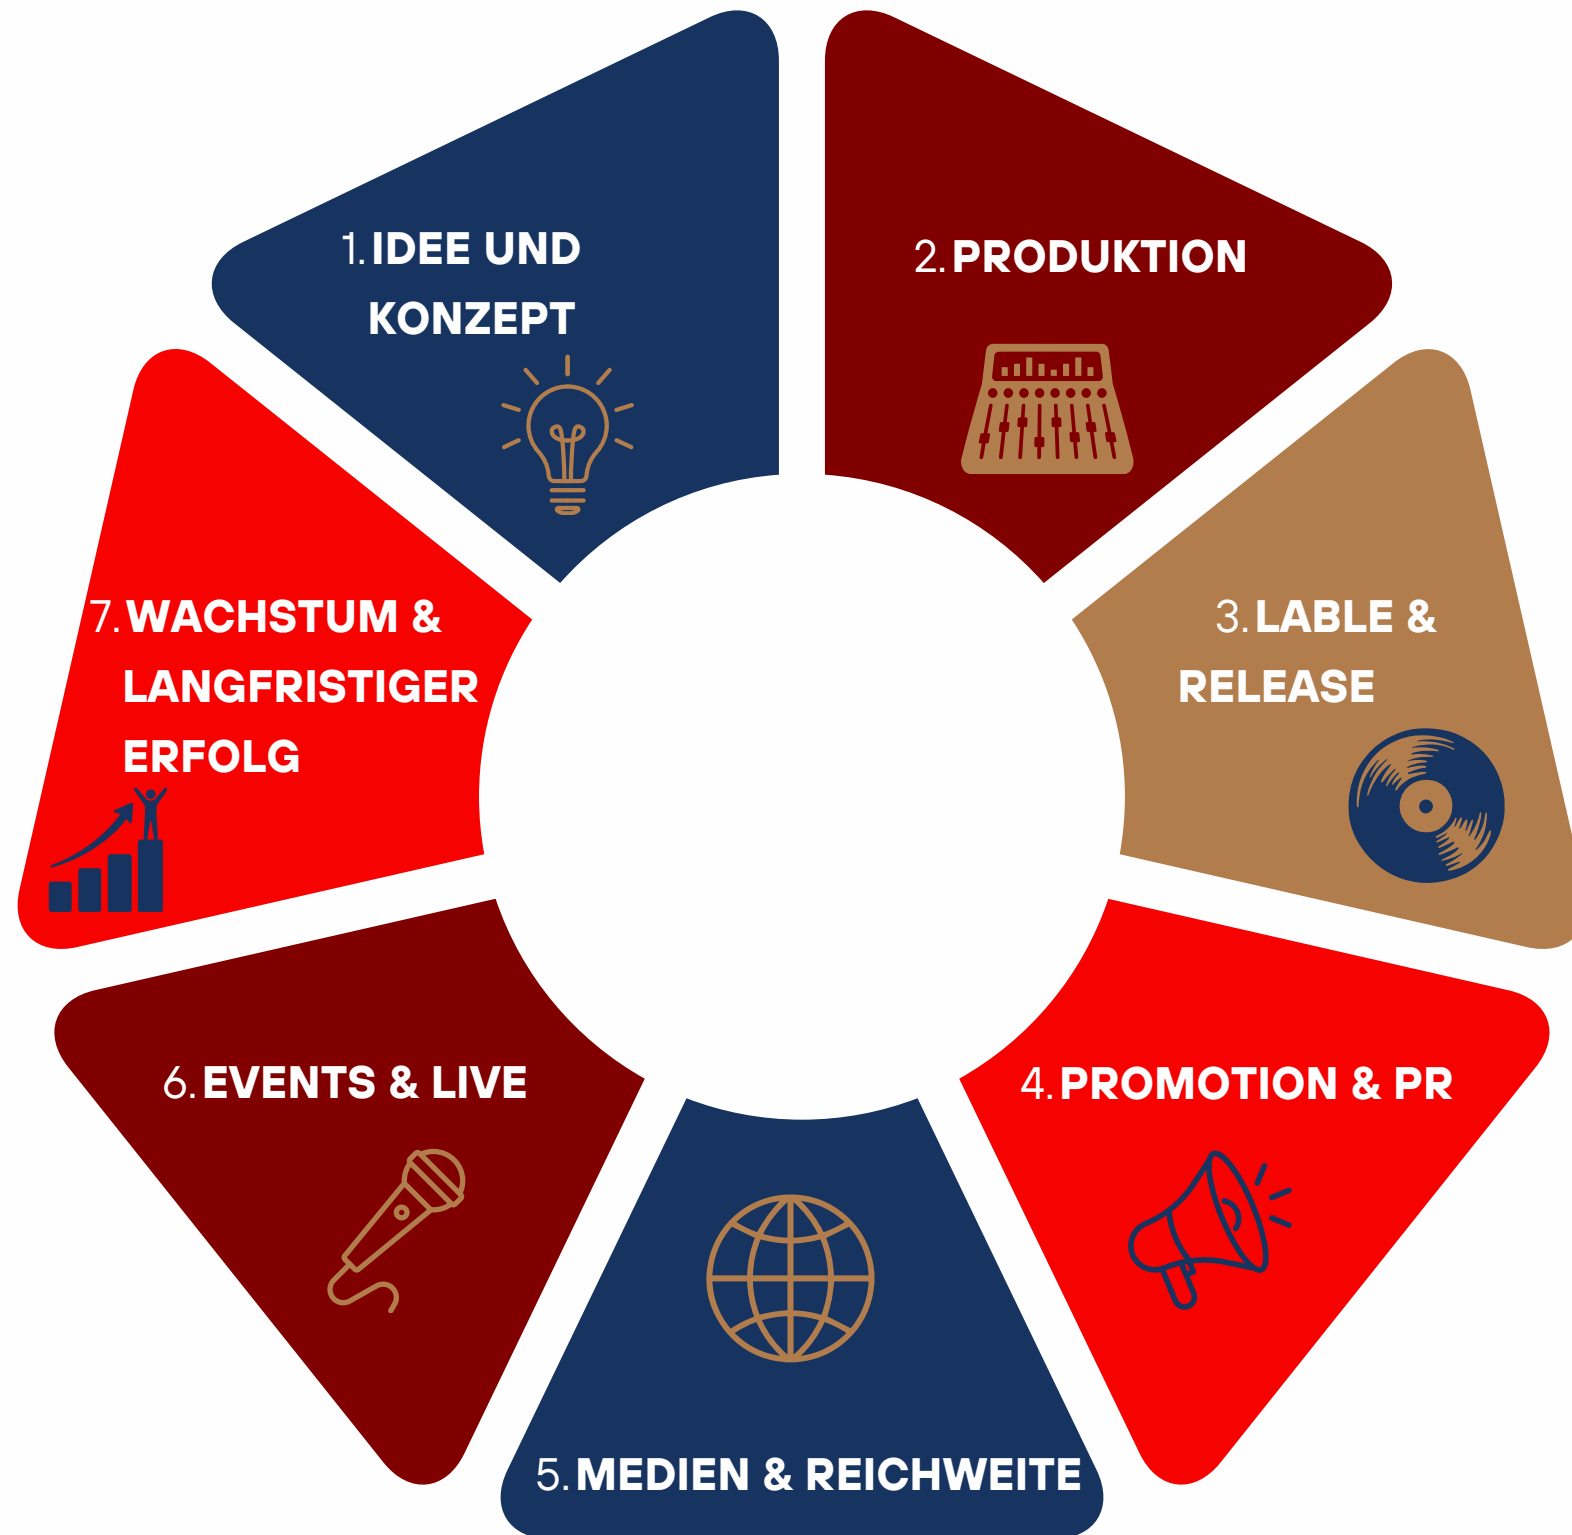 1. IDEE UND
KONZEPT
2. PRODUKTION
3. LABLE &
RELEASE
4. PROMOTION & PR
5. MEDIEN & REICHWEITE
6. EVENTS & LIVE
7. WACHSTUM &
LANGFRISTIGER
ERFOLG